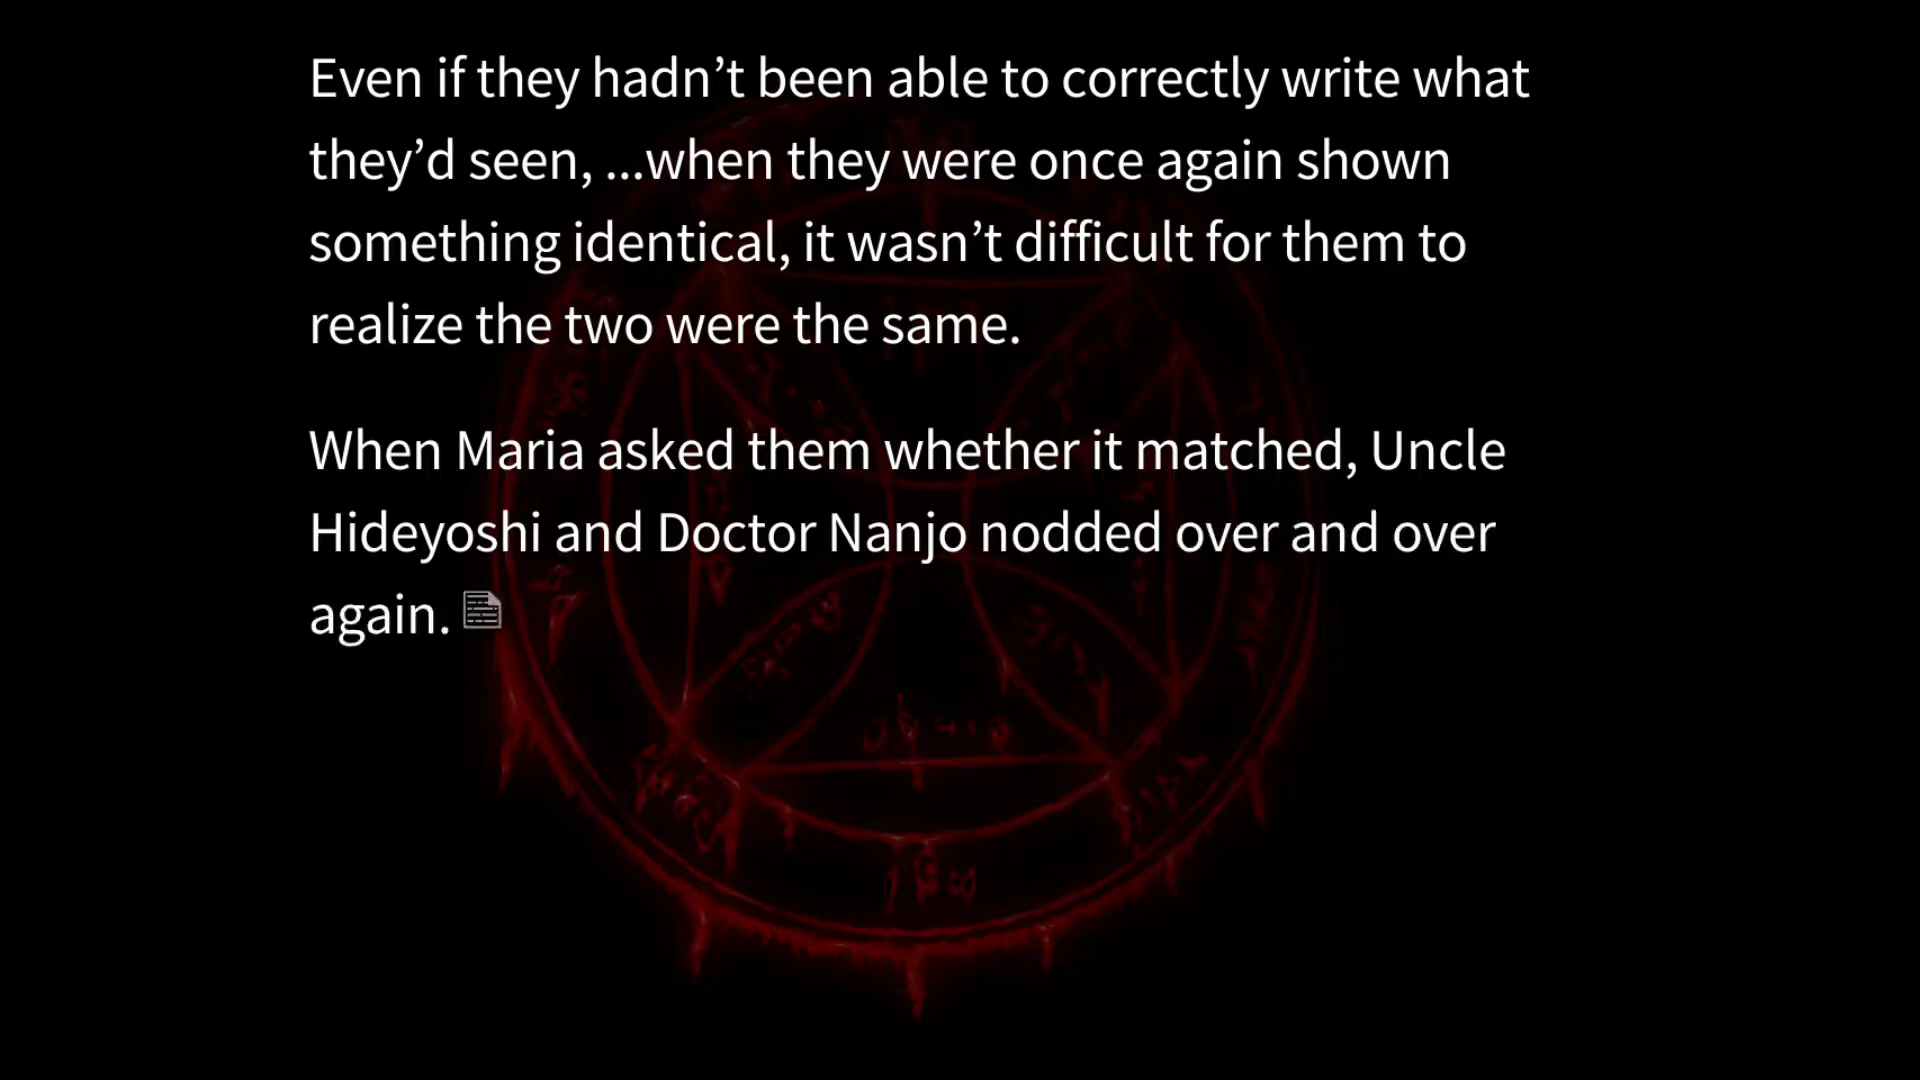 Even if they hadn’t been able to correctly write what
they’d seen, ...when they were once again shown
something identical, it wasn’t difficult for them to
realize the two were the same.
When Maria asked them whether it matched, Uncle
Hideyoshi and Doctor Nanjo nodded over and over
again.